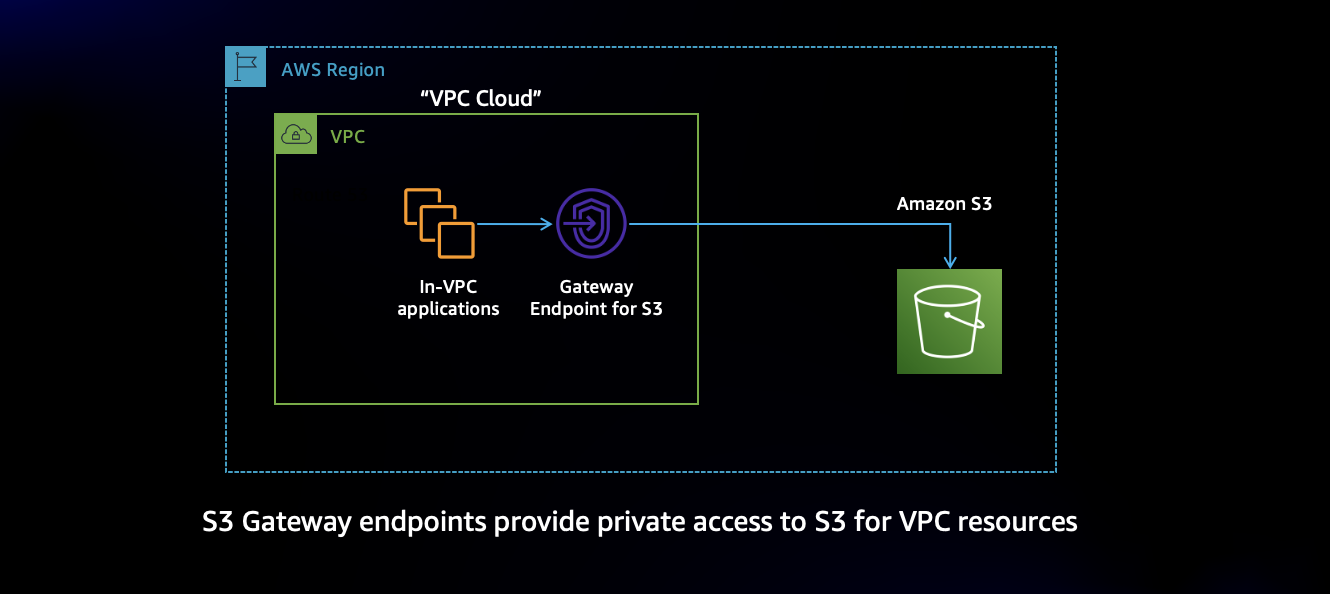 AWS Region
“VPC Cloud”
VPC
Amazon S3
In-VPC
applications
Gateway
Endpoint for S3
S3 Gateway endpoints provide private access to S3 for VPC resources